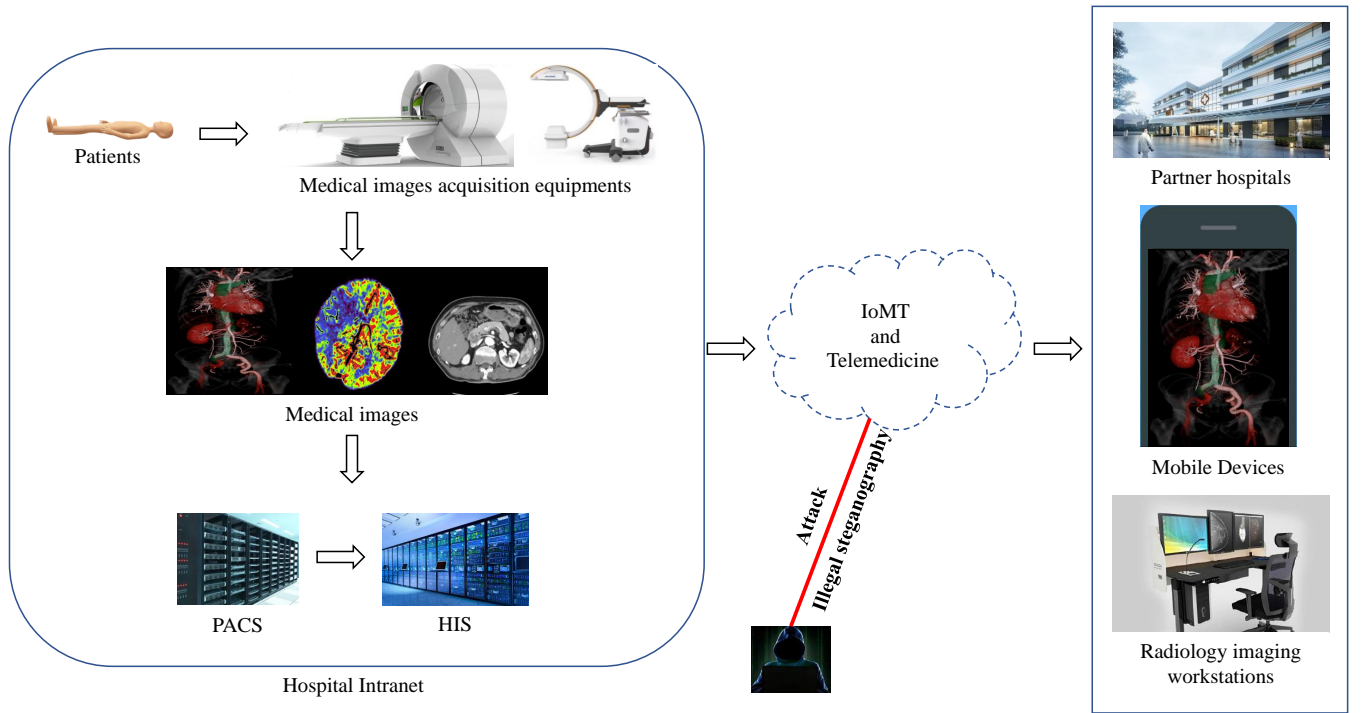 Patients
Medical images acquisition equipments
Medical images
PACS
HIS
Hospital Intranet
IoMT
and
Telemedicine
Attack
Illegal steganography
Partner hospitals
Mobile Devices
Radiology imaging
workstations